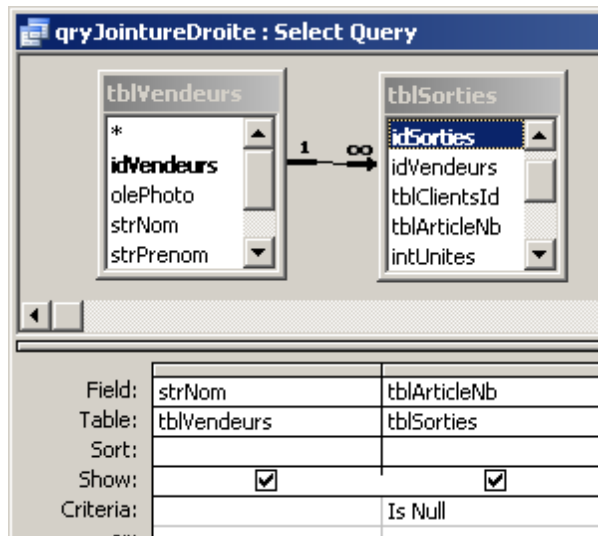 qryJointureDroite : Select Query
tblVendeurs
*
idVendeurs
olePhoto
strNom
strPrenom
1 ∞
tblSorties
idSorties
idVendeurs
tblClientsId
tblArticleNb
intUnites
Field: strNom tblArticleNb
Table: tblVendeurs tblSorties
Sort:
Show:
Criteria: Is Null